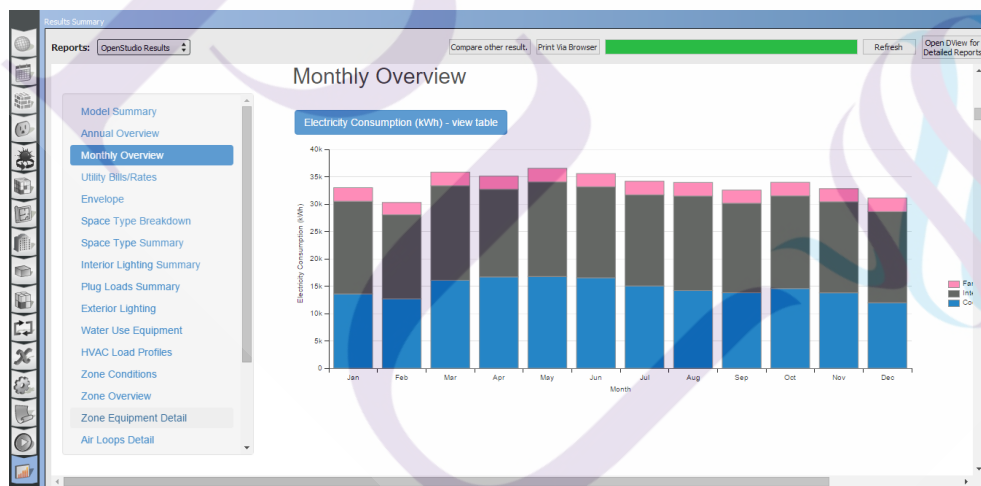 Results Summary
Reports: OpenStudio Results Compare other result. Print Via Browser Refresh Open DView for Detailed Reports
Monthly Overview
Electricity Consumption (kWh) - view table
Model Summary
Annual Overview
Monthly Overview
Utility Bills/Rates
Envelope
Space Type Breakdown
Space Type Summary
Interior Lighting Summary
Plug Loads Summary
Exterior Lighting
Water Use Equipment
HVAC Load Profiles
Zone Conditions
Zone Overview
Zone Equipment Detail
Air Loops Detail
Electricity Consumption (kWh)
40k
35k
30k
25k
20k
15k
10k
5k
0
Jan Feb Mar Apr May Jun Jul Aug Sep Oct Nov Dec
Month
Fa
Inte
Co